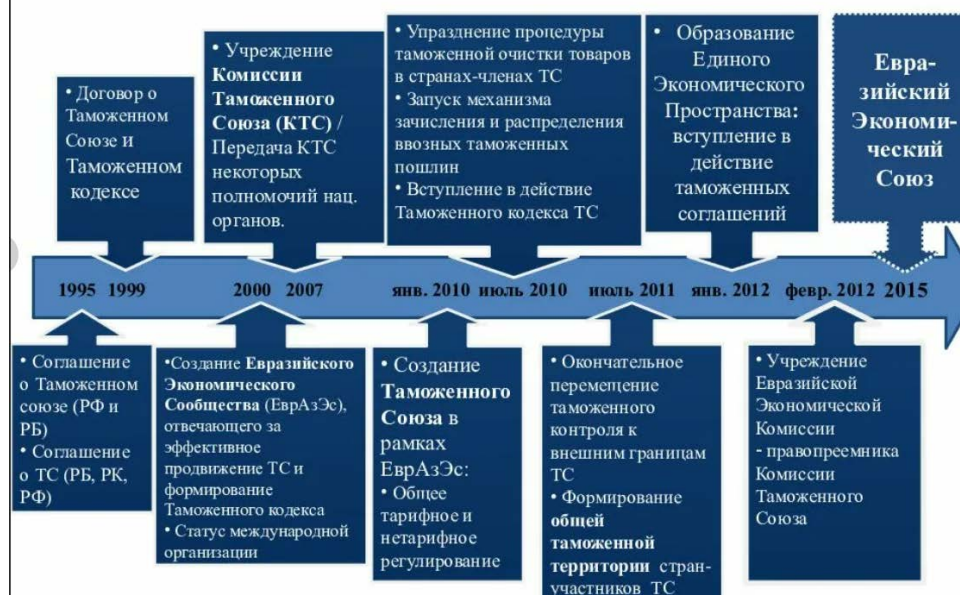 • Договор о
Таможенном
Союзе и
Таможенном
кодексе
• Учреждение
Комиссии
Таможенного
Союза (КТС) /
Передача КТС
некоторых
полномочий нац.
органов.
• Упразднение процедуры
таможенной очистки товаров
в странах-членах ТС
• Запуск механизма
зачисления и распределения
ввозных таможенных
пошлин
• Вступление в действие
Таможенного кодекса ТС
• Образование
Единого
Экономического
Пространства:
вступление в
действие
таможенных
соглашений
Евра-
зийский
Экономи-
ческий
Союз
1995 1999 2000 2007 янв. 2010 июль 2010 июль 2011 янв. 2012 февр. 2012 2015
• Соглашение
о Таможенном
союзе (РФ и
РБ)
• Соглашение
о ТС (РБ, РК,
РФ)
•Создание Евразийского
Экономического
Сообщества (ЕврАзЭс),
отвечающего за
эффективное
продвижение ТС и
формирование
Таможенного кодекса
• Статус международной
организации
• Создание
Таможенного
Союза в
рамках
ЕврАзЭс:
• Общее
тарифное и
нетарифное
регулирование
• Окончательное
перемещение
таможенного
контроля к
внешним границам
ТС
• Формирование
общей
таможенной
территории стран-
участников ТС
• Учреждение
Евразийской
Экономической
Комиссии
- правопреемника
Комиссии
Таможенного
Союза